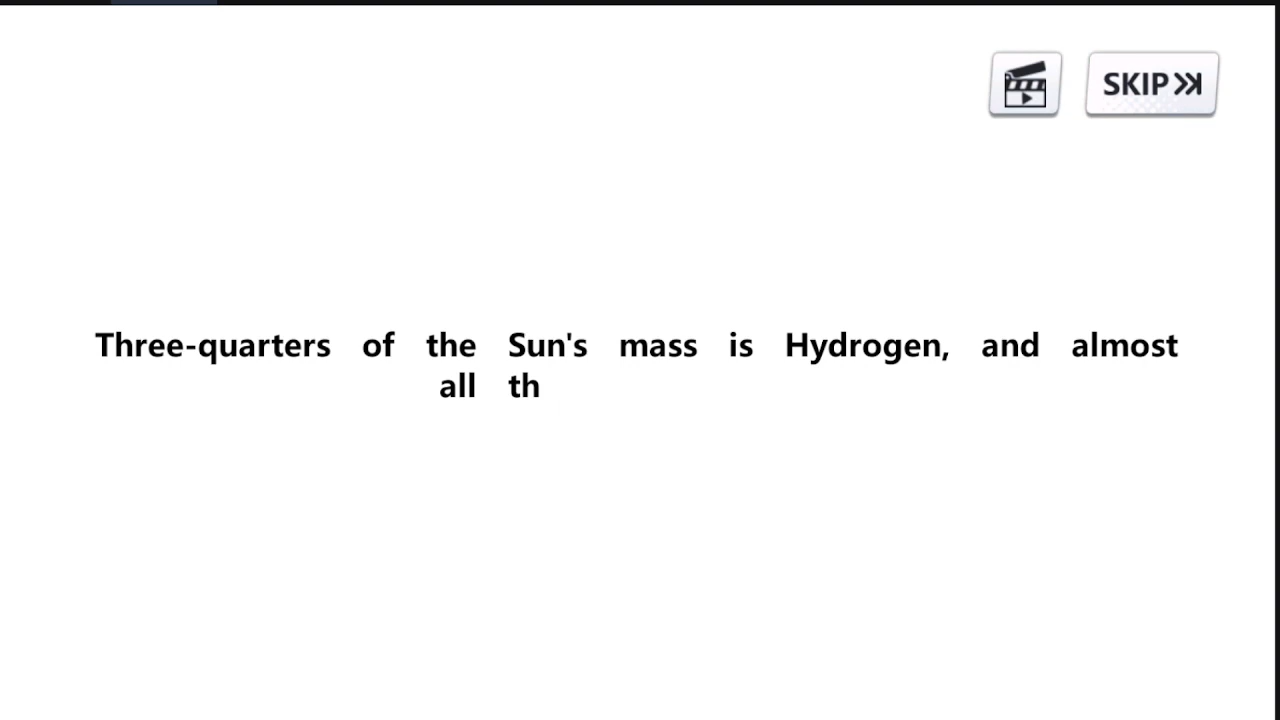 SKIP
Three-quarters of the Sun's mass is Hydrogen, and almost
all th